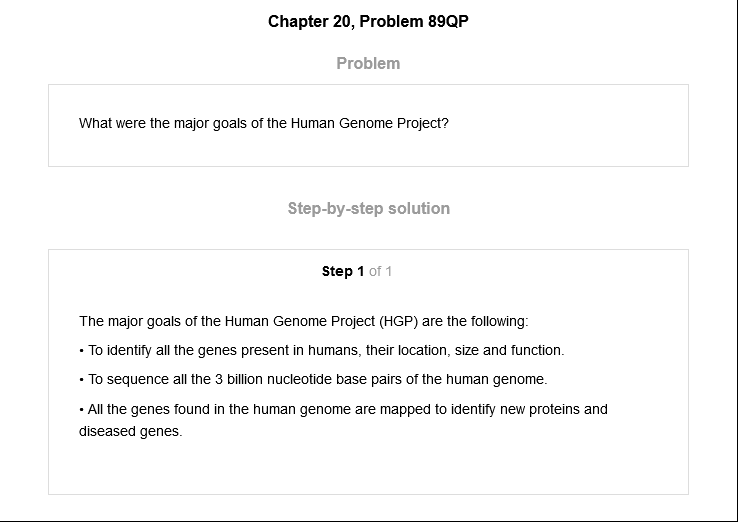 Chapter 20, Problem 89QP
Problem
What were the major goals of the Human Genome Project?
Step-by-step solution
Step 1 of 1
The major goals of the Human Genome Project (HGP) are the following:
• To identify all the genes present in humans, their location, size and function.
• To sequence all the 3 billion nucleotide base pairs of the human genome.
• All the genes found in the human genome are mapped to identify new proteins and
diseased genes.